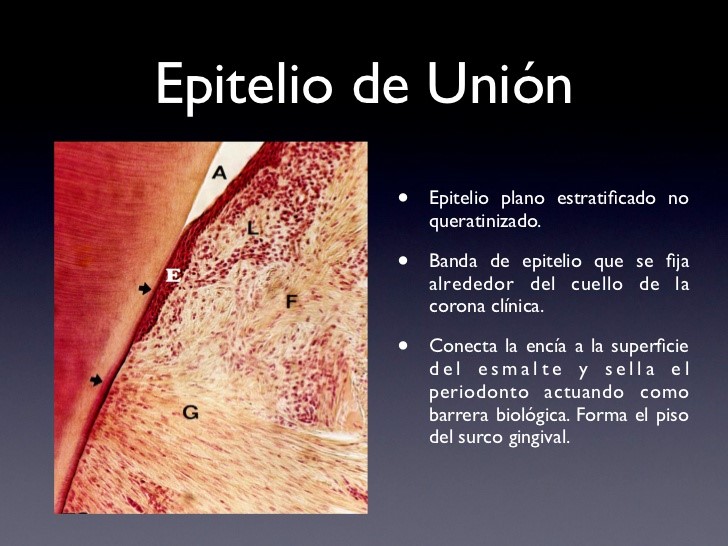 Epitelio de Unión
A
L
E
F
G
• Epitelio plano estratificado no
queratinizado.
• Banda de epitelio que se fija
alrededor del cuello de la
corona clínica.
• Conecta la encía a la superficie
del esmalte y sella el
periodonto actuando como
barrera biológica. Forma el piso
del surco gingival.